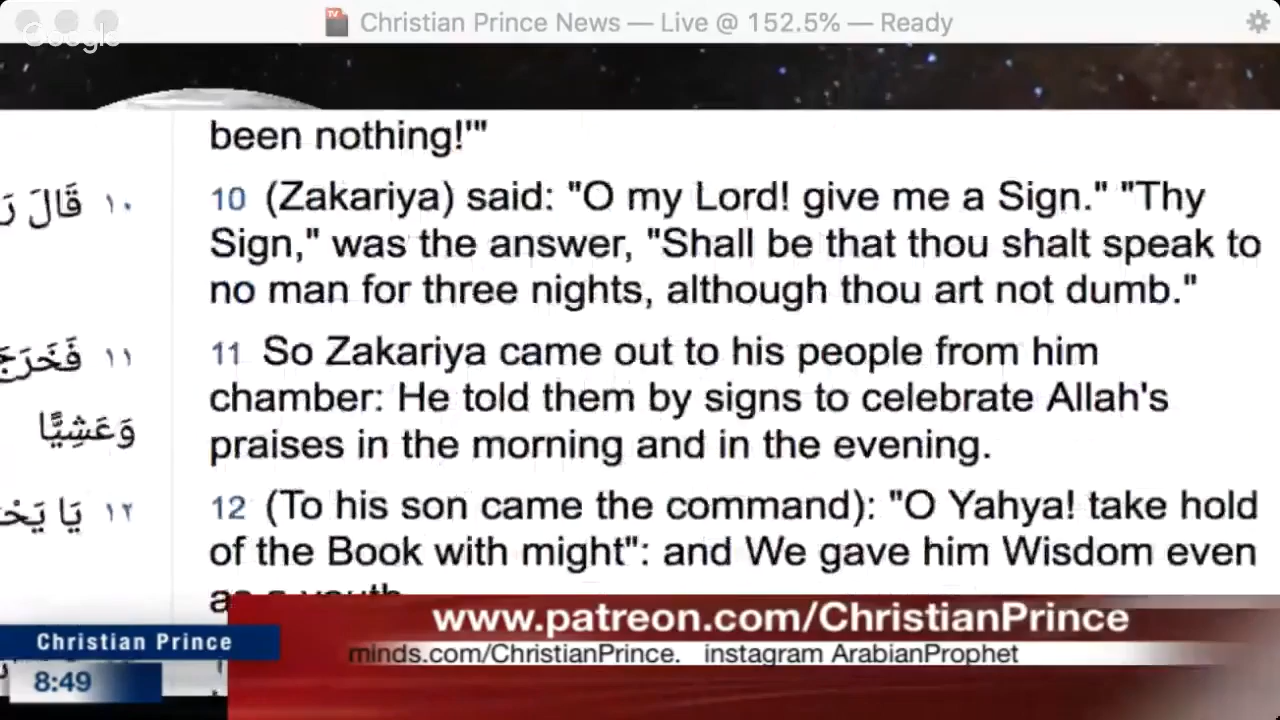 Christian Prince News — Live @ 152.5% — Ready
Google
been nothing!'"
١٠ قَالَ رَ
10 (Zakariya) said: "O my Lord! give me a Sign." "Thy
Sign," was the answer, "Shall be that thou shalt speak to
no man for three nights, although thou art not dumb."
١١ فَخَرَجَ
وَعَشِيًّا
11 So Zakariya came out to his people from him
chamber: He told them by signs to celebrate Allah's
praises in the morning and in the evening.
١٢ يَا يَحْ
12 (To his son came the command): "O Yahya! take hold
of the Book with might": and We gave him Wisdom even
as a youth
www.patreon.com/ChristianPrince
Christian Prince
minds.com/ChristianPrince. instagram ArabianProphet
8:49